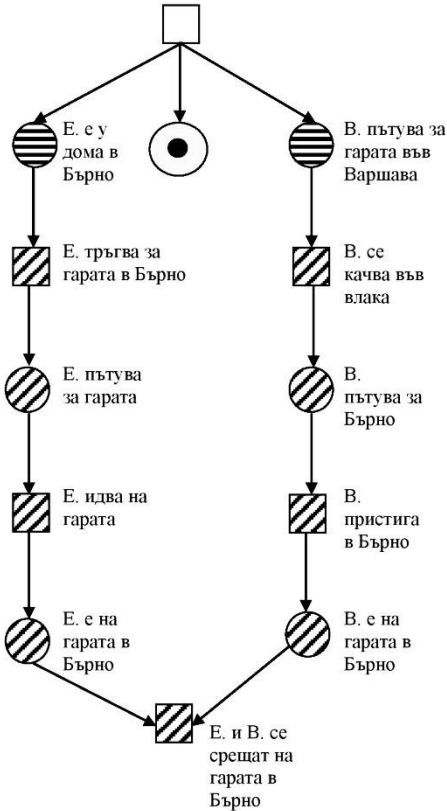 Е. е у
дома в
Бърно
В. пътува за
гарата във
Варшава
Е. тръгва за
гарата в Бърно
В. се
качва във
влака
Е. пътува
за гарата
В.
пътува за
Бърно
Е. идва на
гарата
В.
пристига
в Бърно
Е. е на
гарата в
Бърно
В. е на
гарата в
Бърно
Е. и В. се
срещат на
гарата в
Бърно